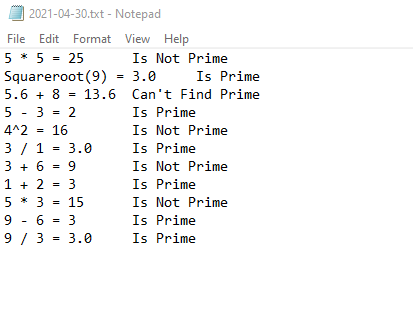 2021-04-30.txt - Notepad
File Edit Format View Help
5 * 5 = 25 Is Not Prime
Squareroot(9) = 3.0 Is Prime
5.6 + 8 = 13.6 Can't Find Prime
5 - 3 = 2 Is Prime
4^2 = 16 Is Not Prime
3 / 1 = 3.0 Is Prime
3 + 6 = 9 Is Not Prime
1 + 2 = 3 Is Prime
5 * 3 = 15 Is Not Prime
9 - 6 = 3 Is Prime
9 / 3 = 3.0 Is Prime